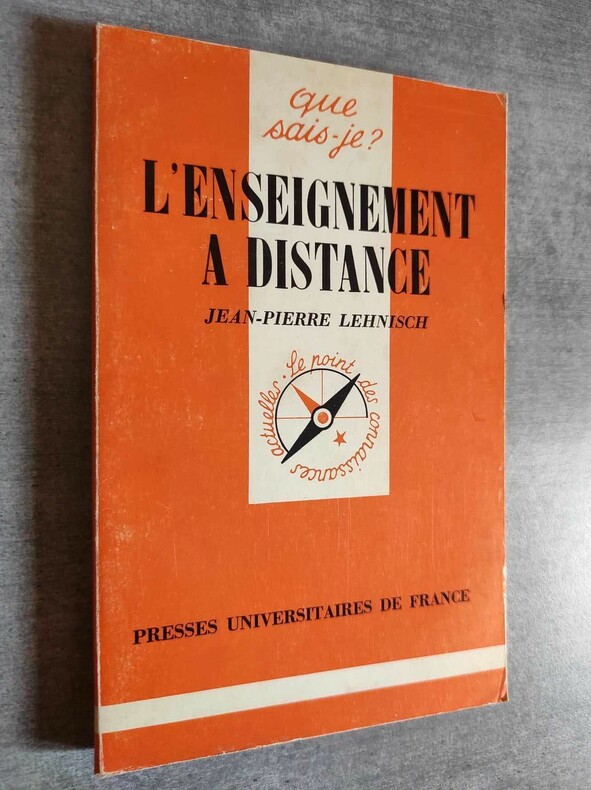 que
sais-je?
L'ENSEIGNEMENT
A DISTANCE
JEAN-PIERRE LEHNISCH
Le point des connaissances actuelles.
PRESSES UNIVERSITAIRES DE FRANCE